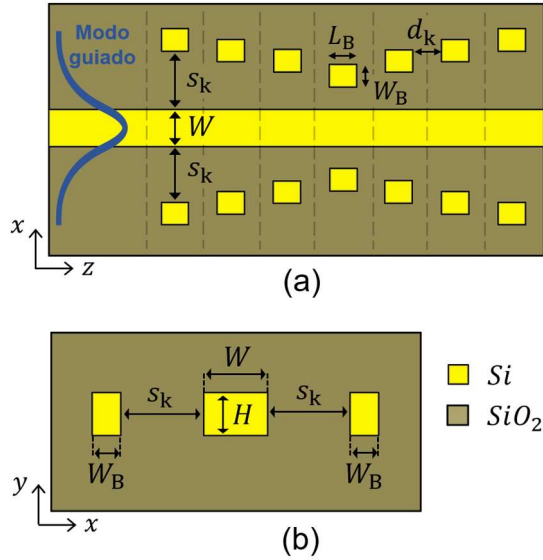 Modo
guiado
L_B
d_k
s_k
W_B
W
s_k
x
z
(a)
W
s_k
H
s_k
W_B
W_B
y
x
(b)
Si
SiO_2